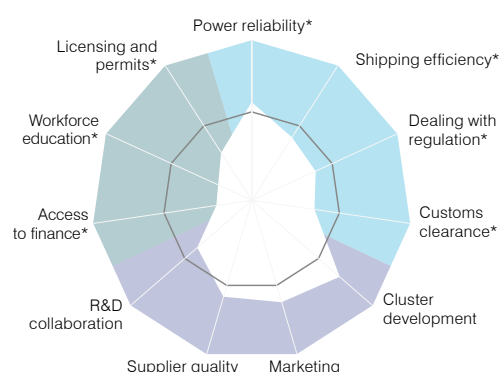 Power reliability*
Licensing and
permits*
Shipping efficiency*
Workforce
education*
Dealing with
regulation*
Access
to finance*
Customs
clearance*
R&D
collaboration
Cluster
development
Supplier quality
Marketing